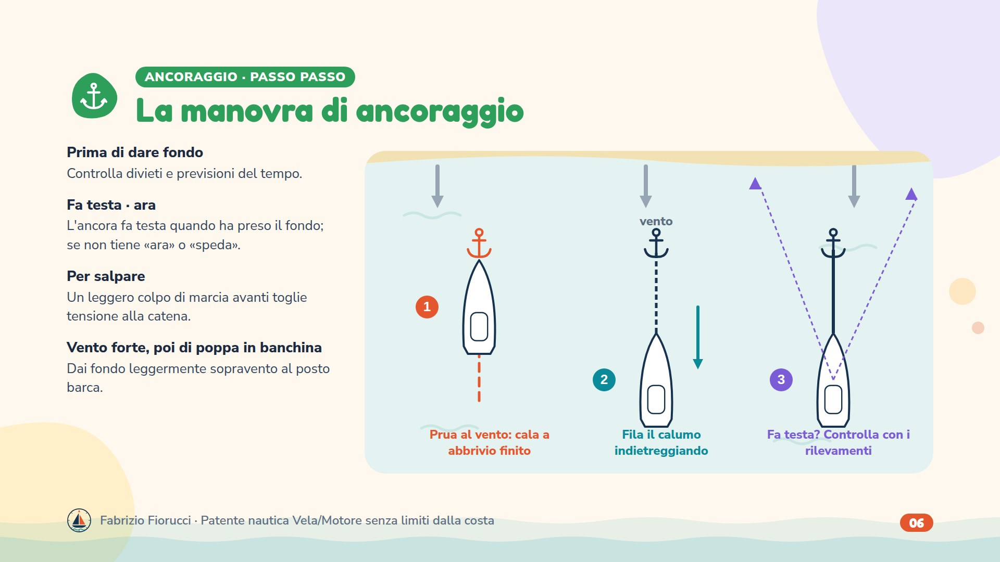 ANCORAGGIO · PASSO PASSO
La manovra di ancoraggio
Prima di dare fondo
Controlla divieti e previsioni del tempo.
Fa testa · ara
L'ancora fa testa quando ha preso il fondo;
se non tiene «ara» o «speda».
Per salpare
Un leggero colpo di marcia avanti toglie
tensione alla catena.
Vento forte, poi di poppa in banchina
Dai fondo leggermente sopravento al posto
barca.
vento
1
2
3
Prua al vento: cala a
abbrivio finito
Fila il calumo
indietreggiando
Fa testa? Controlla con i
rilevamenti
Fabrizio Fiorucci · Patente nautica Vela/Motore senza limiti dalla costa
06